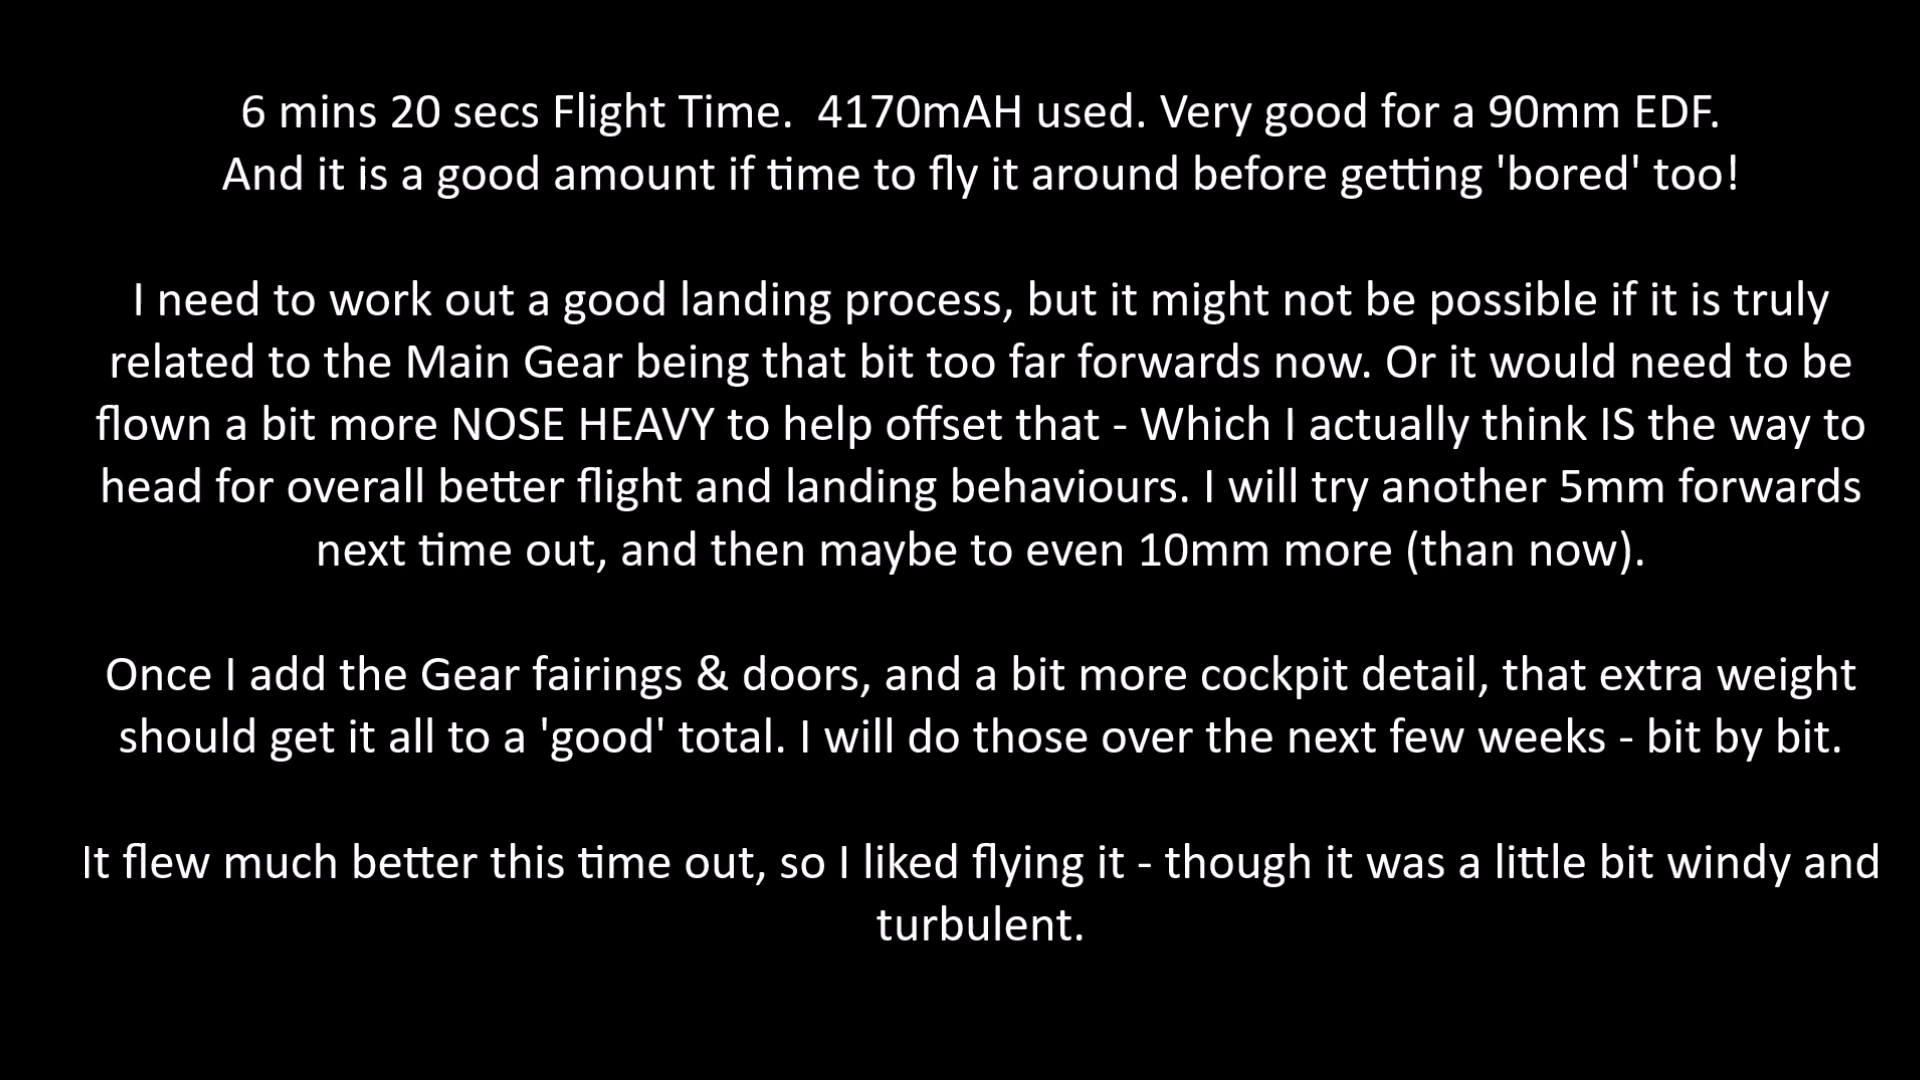 6 mins 20 secs Flight Time.  4170mAH used. Very good for a 90mm EDF.
And it is a good amount if time to fly it around before getting 'bored' too!
I need to work out a good landing process, but it might not be possible if it is truly
related to the Main Gear being that bit too far forwards now. Or it would need to be
flown a bit more NOSE HEAVY to help offset that - Which I actually think IS the way to
head for overall better flight and landing behaviours. I will try another 5mm forwards
next time out, and then maybe to even 10mm more (than now).
Once I add the Gear fairings & doors, and a bit more cockpit detail, that extra weight
should get it all to a 'good' total. I will do those over the next few weeks - bit by bit.
It flew much better this time out, so I liked flying it - though it was a little bit windy and
turbulent.